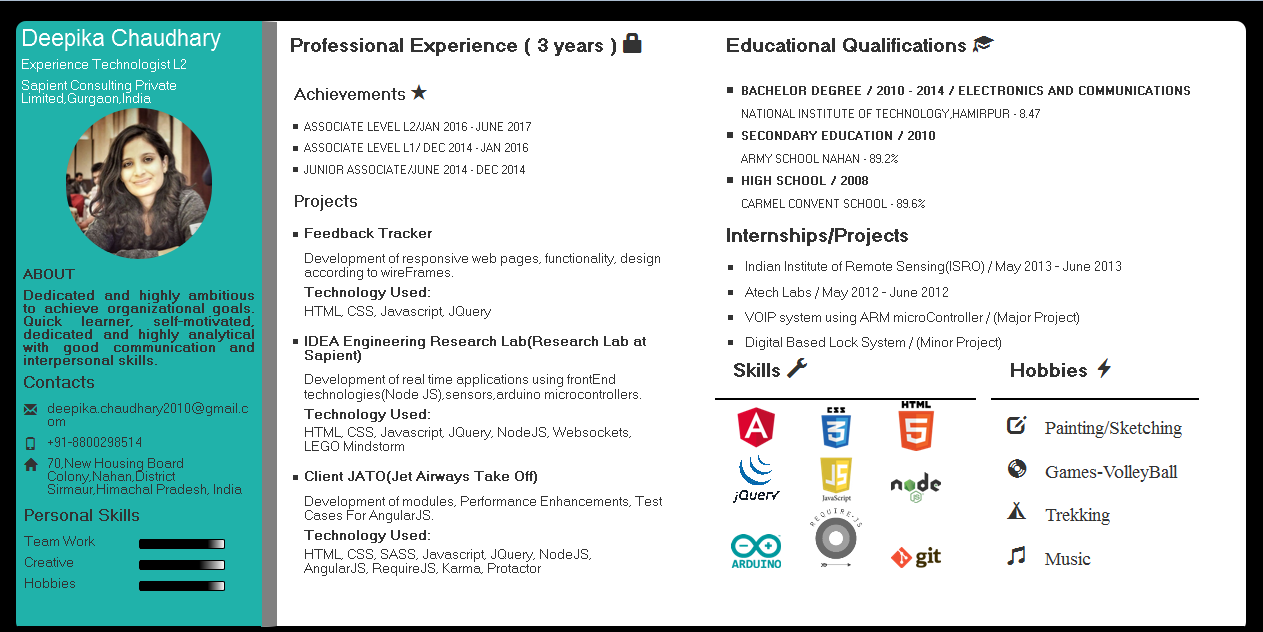 Deepika Chaudhary
Experience Technologist L2
Sapient Consulting Private
Limited,Gurgaon,India
ABOUT
Dedicated and highly ambitious
to achieve organizational goals.
Quick learner, self-motivated,
dedicated and highly analytical
with good communication and
interpersonal skills.
Contacts
deepika.chaudhary2010@gmail.c
om
+91-8800298514
70,New Housing Board
Colony,Nahan,District
Sirmaur,Himachal Pradesh, India
Personal Skills
Team Work
Creative
Hobbies
Professional Experience ( 3 years )
Achievements
ASSOCIATE LEVEL L2/JAN 2016 - JUNE 2017
ASSOCIATE LEVEL L1/ DEC 2014 - JAN 2016
JUNIOR ASSOCIATE/JUNE 2014 - DEC 2014
Projects
Feedback Tracker
Development of responsive web pages, functionality, design
according to wireFrames.
Technology Used:
HTML, CSS, Javascript, JQuery
IDEA Engineering Research Lab(Research Lab at
Sapient)
Development of real time applications using frontEnd
technologies(Node JS),sensors,arduino microcontrollers.
Technology Used:
HTML, CSS, Javascript, JQuery, NodeJS, Websockets,
LEGO Mindstorm
Client JATO(Jet Airways Take Off)
Development of modules, Performance Enhancements, Test
Cases For AngularJS.
Technology Used:
HTML, CSS, SASS, Javascript, JQuery, NodeJS,
AngularJS, RequireJS, Karma, Protactor
Educational Qualifications
BACHELOR DEGREE / 2010 - 2014 / ELECTRONICS AND COMMUNICATIONS
NATIONAL INSTITUTE OF TECHNOLOGY,HAMIRPUR - 8.47
SECONDARY EDUCATION / 2010
ARMY SCHOOL NAHAN - 89.2%
HIGH SCHOOL / 2008
CARMEL CONVENT SCHOOL - 89.6%
Internships/Projects
Indian Institute of Remote Sensing(ISRO) / May 2013 - June 2013
Atech Labs / May 2012 - June 2012
VOIP system using ARM microController / (Major Project)
Digital Based Lock System / (Minor Project)
Skills
A
CSS
3
HTML
5
jQuery
JS
JavaScript
node
JS
ARDUINO
REQUIRE-JS
git
Hobbies
Painting/Sketching
Games-VolleyBall
Trekking
Music